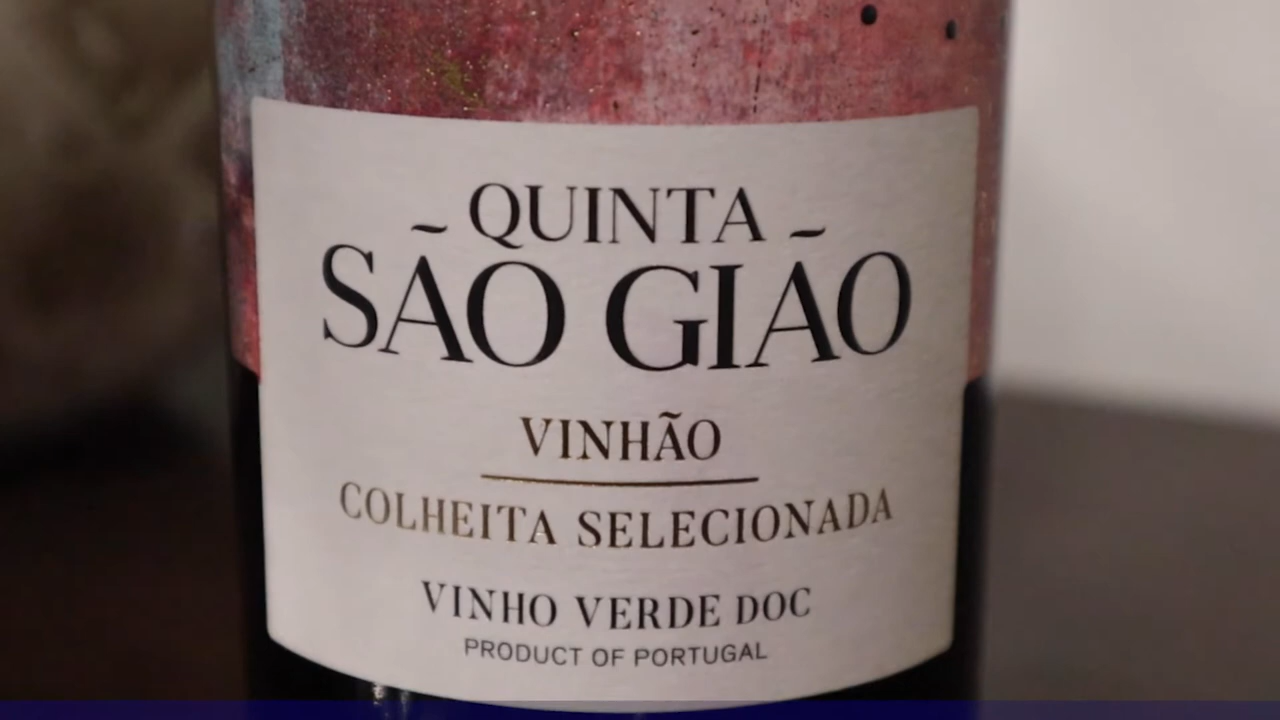 QUINTA
SÃO GIÃO
VINHÃO
COLHEITA SELECIONADA
VINHO VERDE DOC
PRODUCT OF PORTUGAL